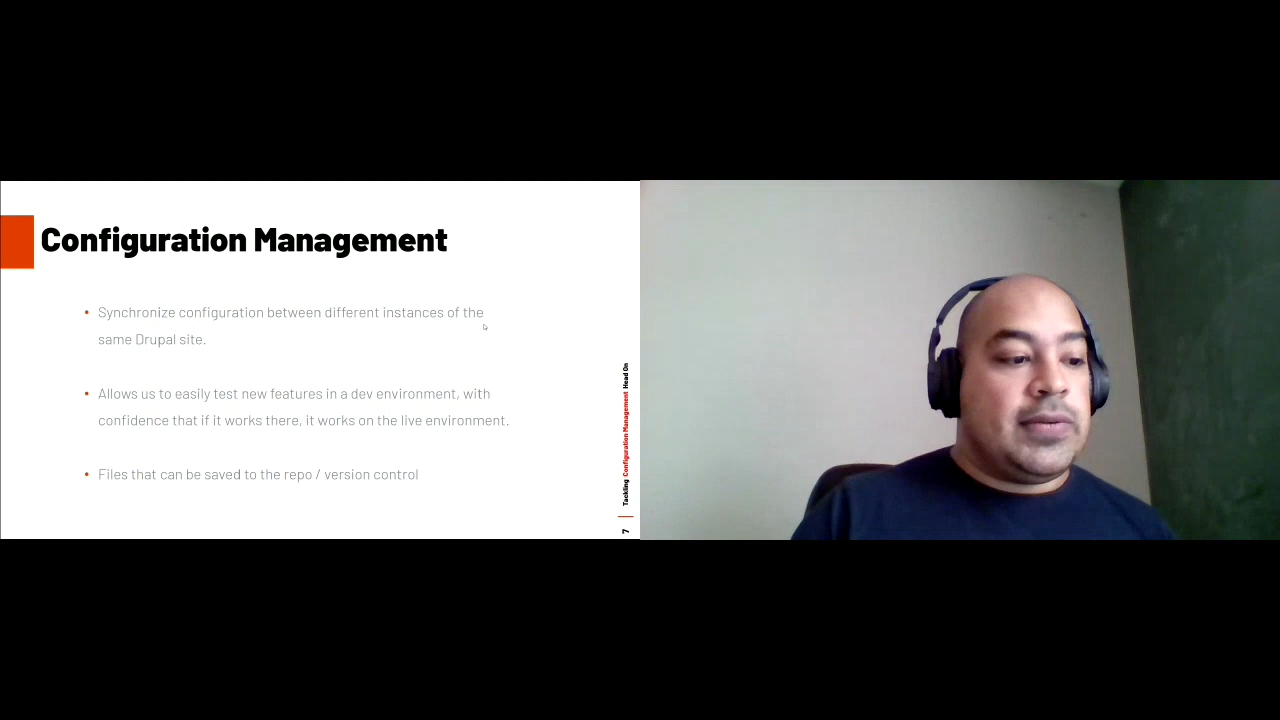 Configuration Management
• Synchronize configuration between different instances of the
same Drupal site.
• Allows us to easily test new features in a dev environment, with
confidence that if it works there, it works on the live environment.
• Files that can be saved to the repo / version control
Tackling Configuration Management Head On
7